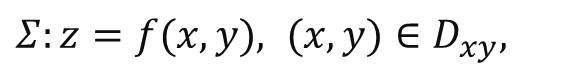 Σ: z = f(x, y), (x, y) ∈ D_{xy},